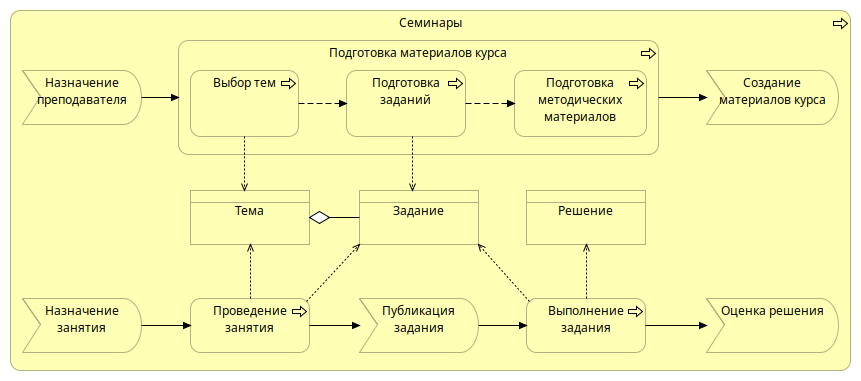 Семинары
Подготовка материалов курса
Назначение
преподавателя
Выбор тем
Подготовка
заданий
Подготовка
методических
материалов
Создание
материалов курса
Тема
Задание
Решение
Назначение
занятия
Проведение
занятия
Публикация
задания
Выполнение
задания
Оценка решения